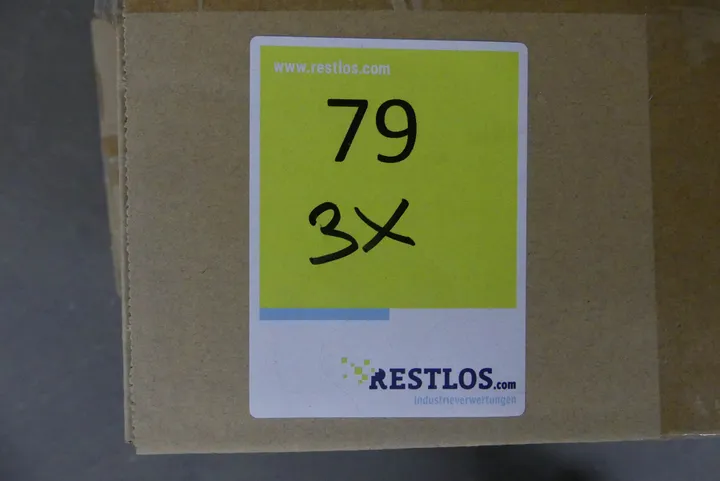 www.restlos.com
79
3X
RESTLOS.com
Industrieverwertungen